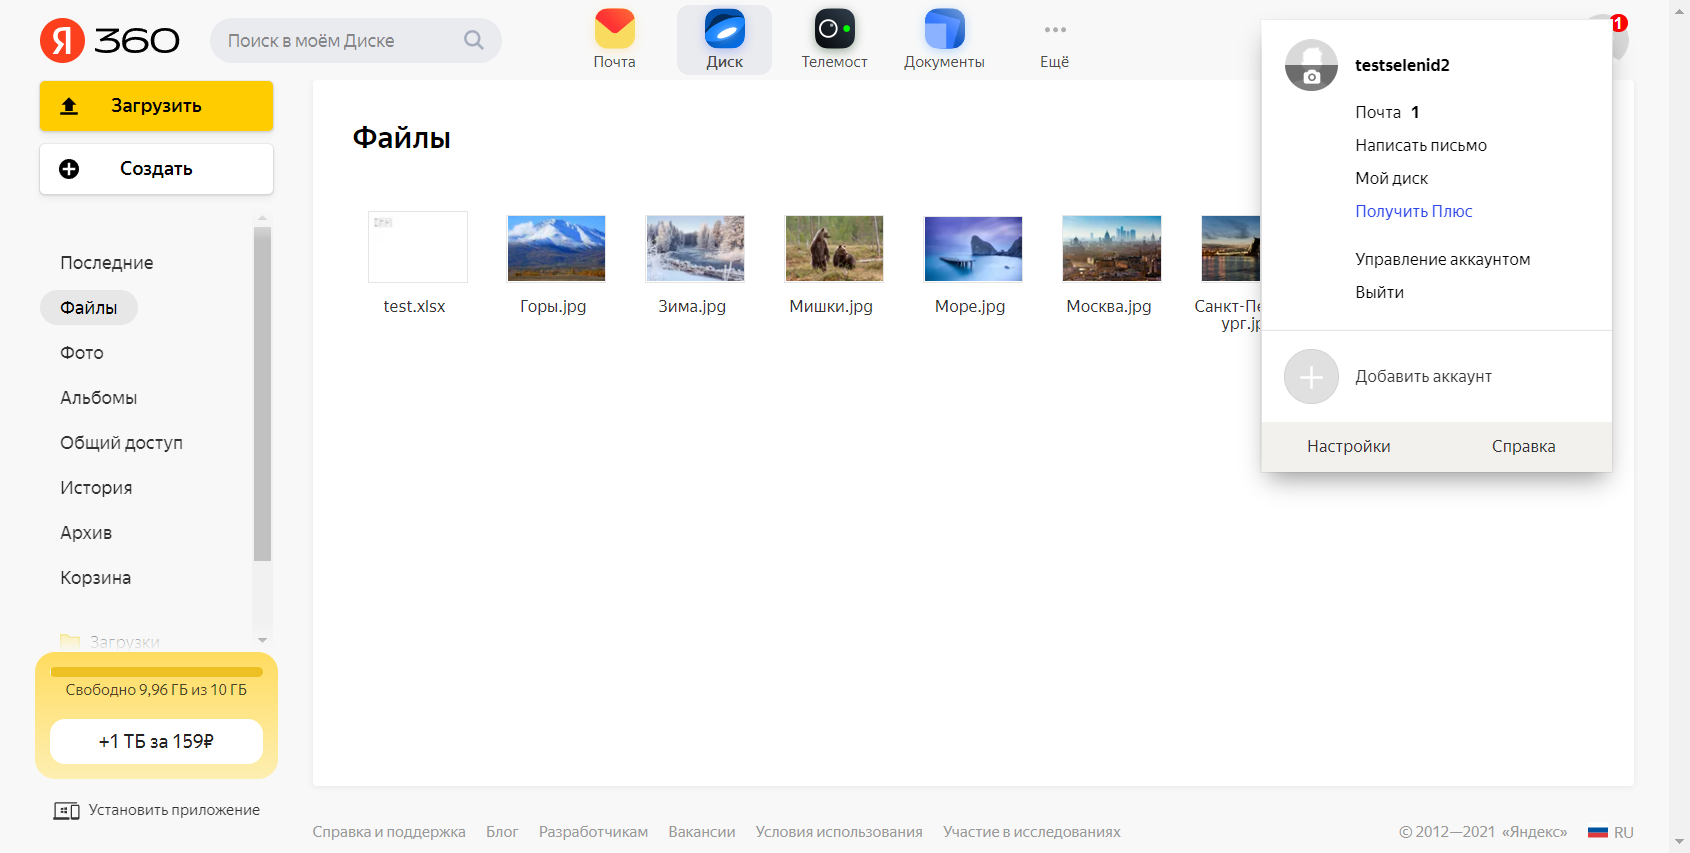 Я 360
Поиск в моём Диске
Почта
Диск
Телемост
Документы
Ещё
1
Загрузить
Создать
Последние
Файлы
Фото
Альбомы
Общий доступ
История
Архив
Корзина
Загрузки
Свободно 9,96 ГБ из 10 ГБ
+1 ТБ за 159₽
Установить приложение
Файлы
test.xlsx
Горы.jpg
Зима.jpg
Мишки.jpg
Море.jpg
Москва.jpg
Санкт-Пе
ург.jp
testselenid2
Почта 1
Написать письмо
Мой диск
Получить Плюс
Управление аккаунтом
Выйти
Добавить аккаунт
Настройки
Справка
Справка и поддержка
Блог
Разработчикам
Вакансии
Условия использования
Участие в исследованиях
© 2012—2021 «Яндекс»
RU